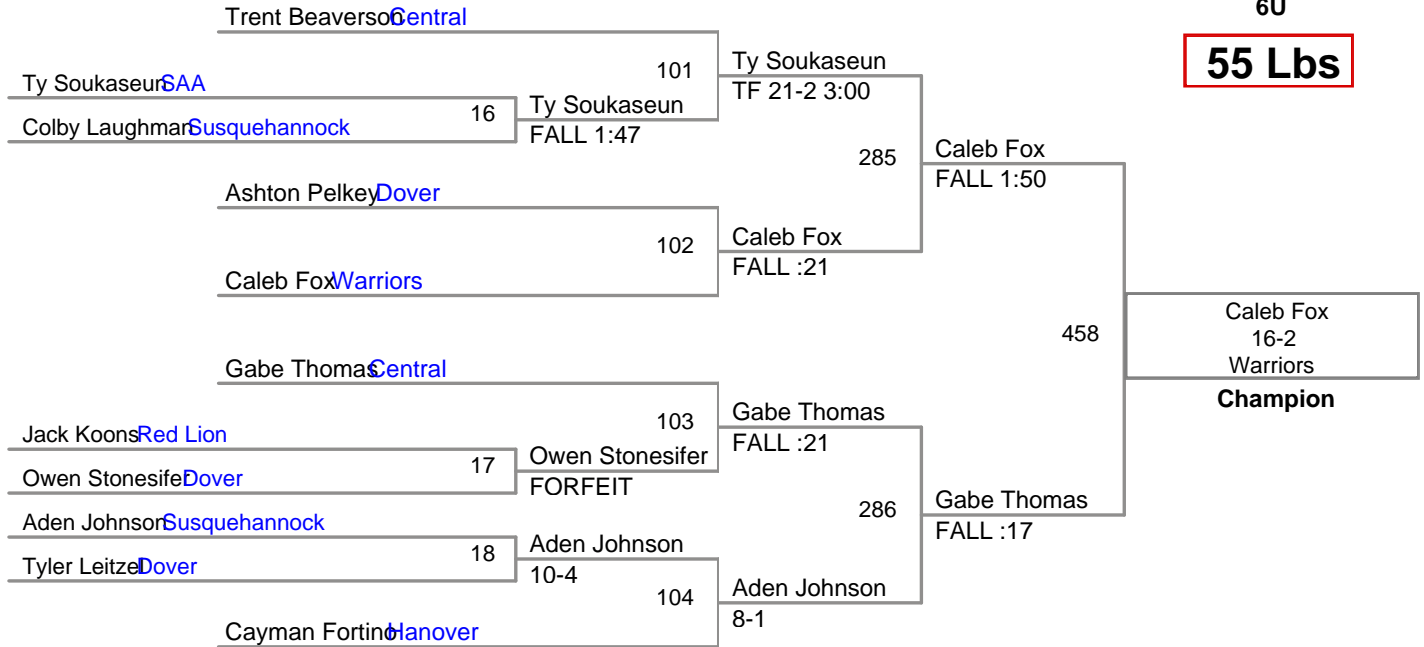 6U
55 Lbs
Trent Beaverson Central
101
Ty Soukaseun
TF 21-2 3:00
Ty Soukaseun SAA
16
Ty Soukaseun
FALL 1:47
Colby Laughman Susquehannock
285
Caleb Fox
FALL 1:50
Ashton Pelkey Dover
102
Caleb Fox
FALL :21
Caleb Fox Warriors
458
Caleb Fox
16-2
Warriors
Champion
Gabe Thomas Central
103
Gabe Thomas
FALL :21
Jack Koons Red Lion
17
Owen Stonesifer
FORFEIT
Owen Stonesifer Dover
286
Gabe Thomas
FALL :17
Aden Johnson Susquehannock
18
Aden Johnson
10-4
Tyler Leitzel Dover
104
Aden Johnson
8-1
Cayman Fortino Hanover